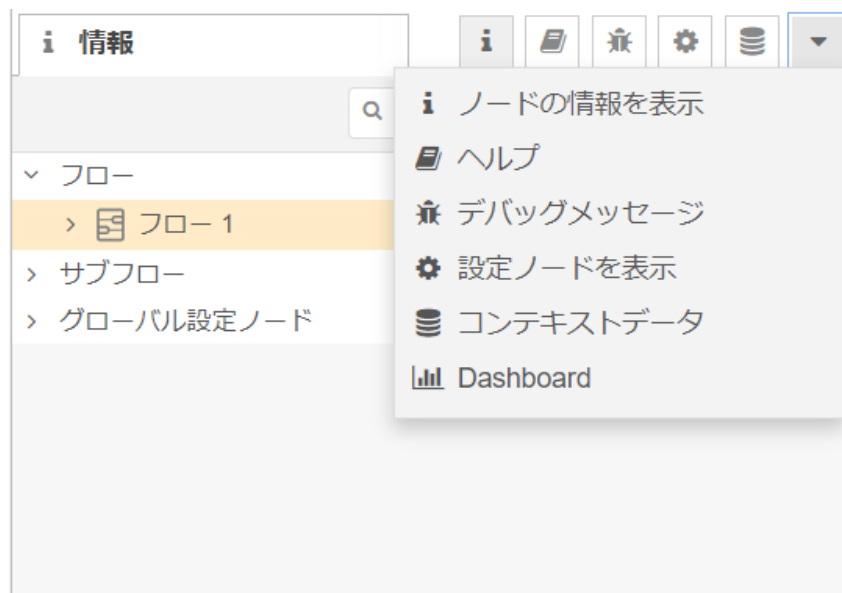 情報
ノードの情報を表示
ヘルプ
デバッグメッセージ
設定ノードを表示
コンテキストデータ
Dashboard
フロー
フロー 1
サブフロー
グローバル設定ノード